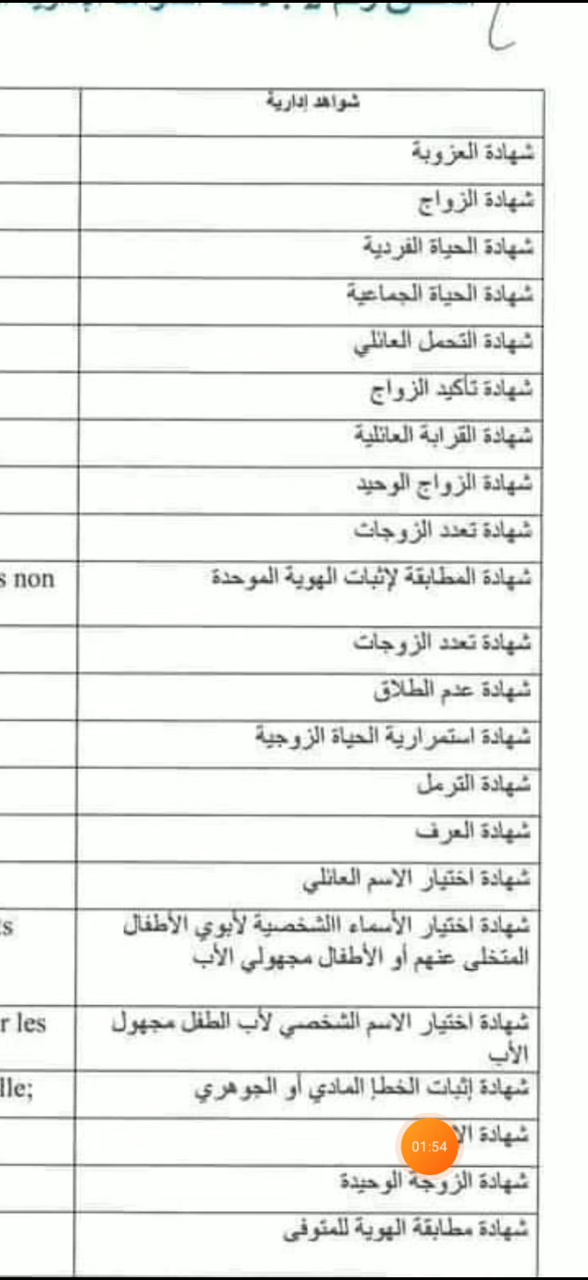 شواهد إدارية
شهادة العزوبة
شهادة الزواج
شهادة الحياة الفردية
شهادة الحياة الجماعية
شهادة التحمل العائلي
شهادة تأكيد الزواج
شهادة القرابة العائلية
شهادة الزواج الوحيد
شهادة تعدد الزوجات
شهادة المطابقة لإثبات الهوية الموحدة
s non
شهادة تعدد الزوجات
شهادة عدم الطلاق
شهادة استمرارية الحياة الزوجية
شهادة الترمل
شهادة العرف
شهادة اختيار الاسم العائلي
شهادة اختيار الأسماء االشخصية لأبوي الأطفال
ts
المتخلى عنهم أو الأطفال مجهولي الأب
شهادة اختيار الاسم الشخصي لأب الطفل مجهول
r les
الأب
شهادة إثبات الخطإ المادي أو الجوهري
lle;
شهادة
01:54
شهادة الزوجة الوحيدة
شهادة مطابقة الهوية للمتوفى